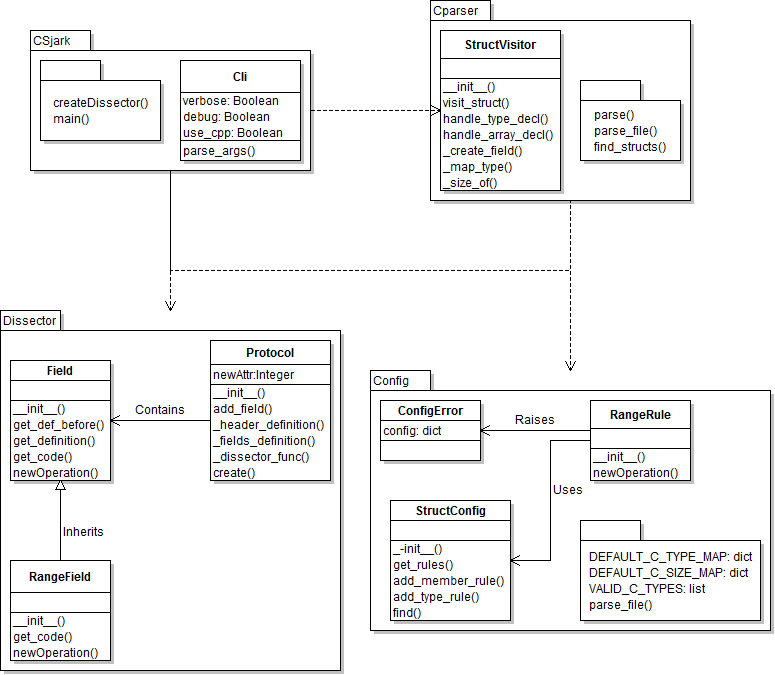 CSjark
createDissector()
main()
Cli
verbose: Boolean
debug: Boolean
use_cpp: Boolean
parse_args()
Cparser
StructVisitor
__init__()
visit_struct()
handle_type_decl()
handle_array_decl()
_create_field()
_map_type()
_size_of()
parse()
parse_file()
find_structs()
Dissector
Field
__init__()
get_def_before()
get_definition()
get_code()
newOperation()
Contains
Protocol
newAttr:Integer
__init__()
add_field()
_header_definition()
_fields_definition()
_dissector_func()
create()
Inherits
RangeField
__init__()
get_code()
newOperation()
Config
ConfigError
config: dict
Raises
RangeRule
__init__()
newOperation()
Uses
StructConfig
_-init__()
get_rules()
add_member_rule()
add_type_rule()
find()
DEFAULT_C_TYPE_MAP: dict
DEFAULT_C_SIZE_MAP: dict
VALID_C_TYPES: list
parse_file()